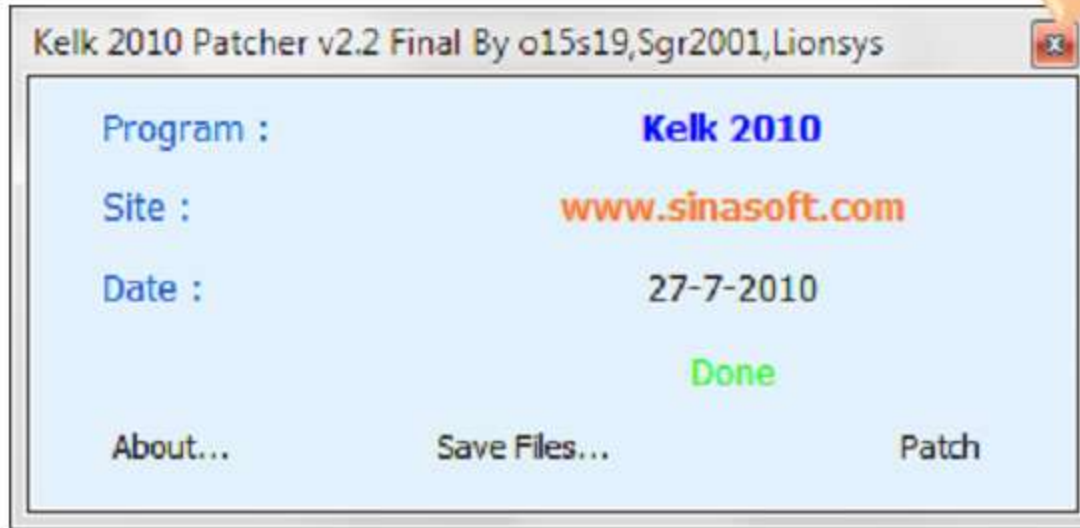 Kelk 2010 Patcher v2.2 Final By o15s19,Sgr2001,Lionsys
Program : Kelk 2010
Site : www.sinasoft.com
Date : 27-7-2010
Done
About... Save Files... Patch